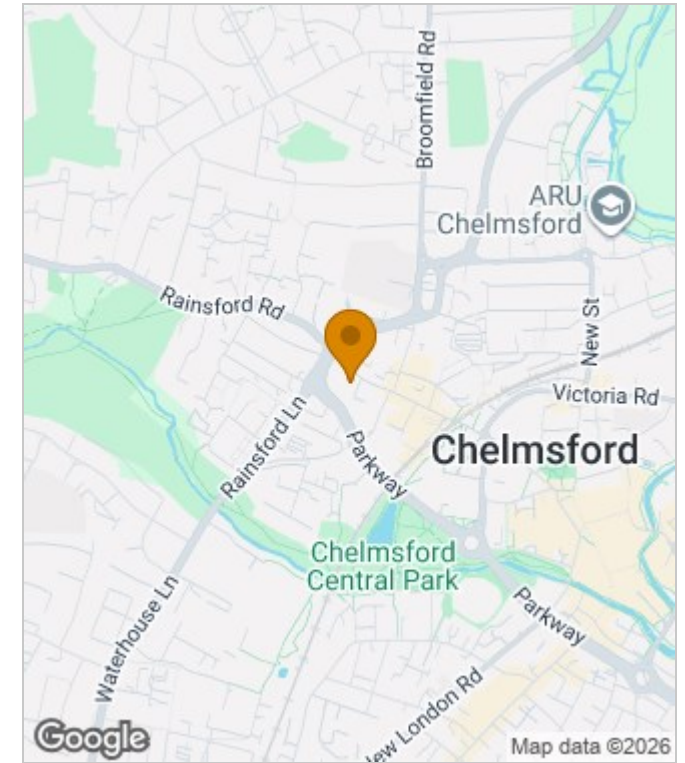 Broomfield Rd
ARU
Chelmsford
Rainsford Rd
New St
Victoria Rd
Rainsford Ln
Parkway
Chelmsford
Chelmsford
Central Park
Waterhouse Ln
Parkway
New London Rd
Google
Map data ©2026